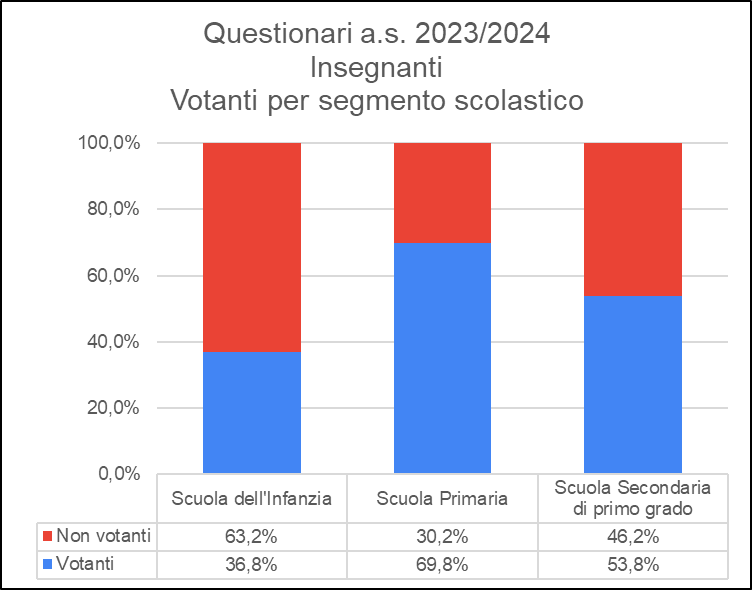 Questionari a.s. 2023/2024
Insegnanti
Votanti per segmento scolastico
100,0%
80,0%
60,0%
40,0%
20,0%
0,0%
Scuola dell'Infanzia
Scuola Primaria
Scuola Secondaria
di primo grado
Non votanti 63,2% 30,2% 46,2%
Votanti 36,8% 69,8% 53,8%